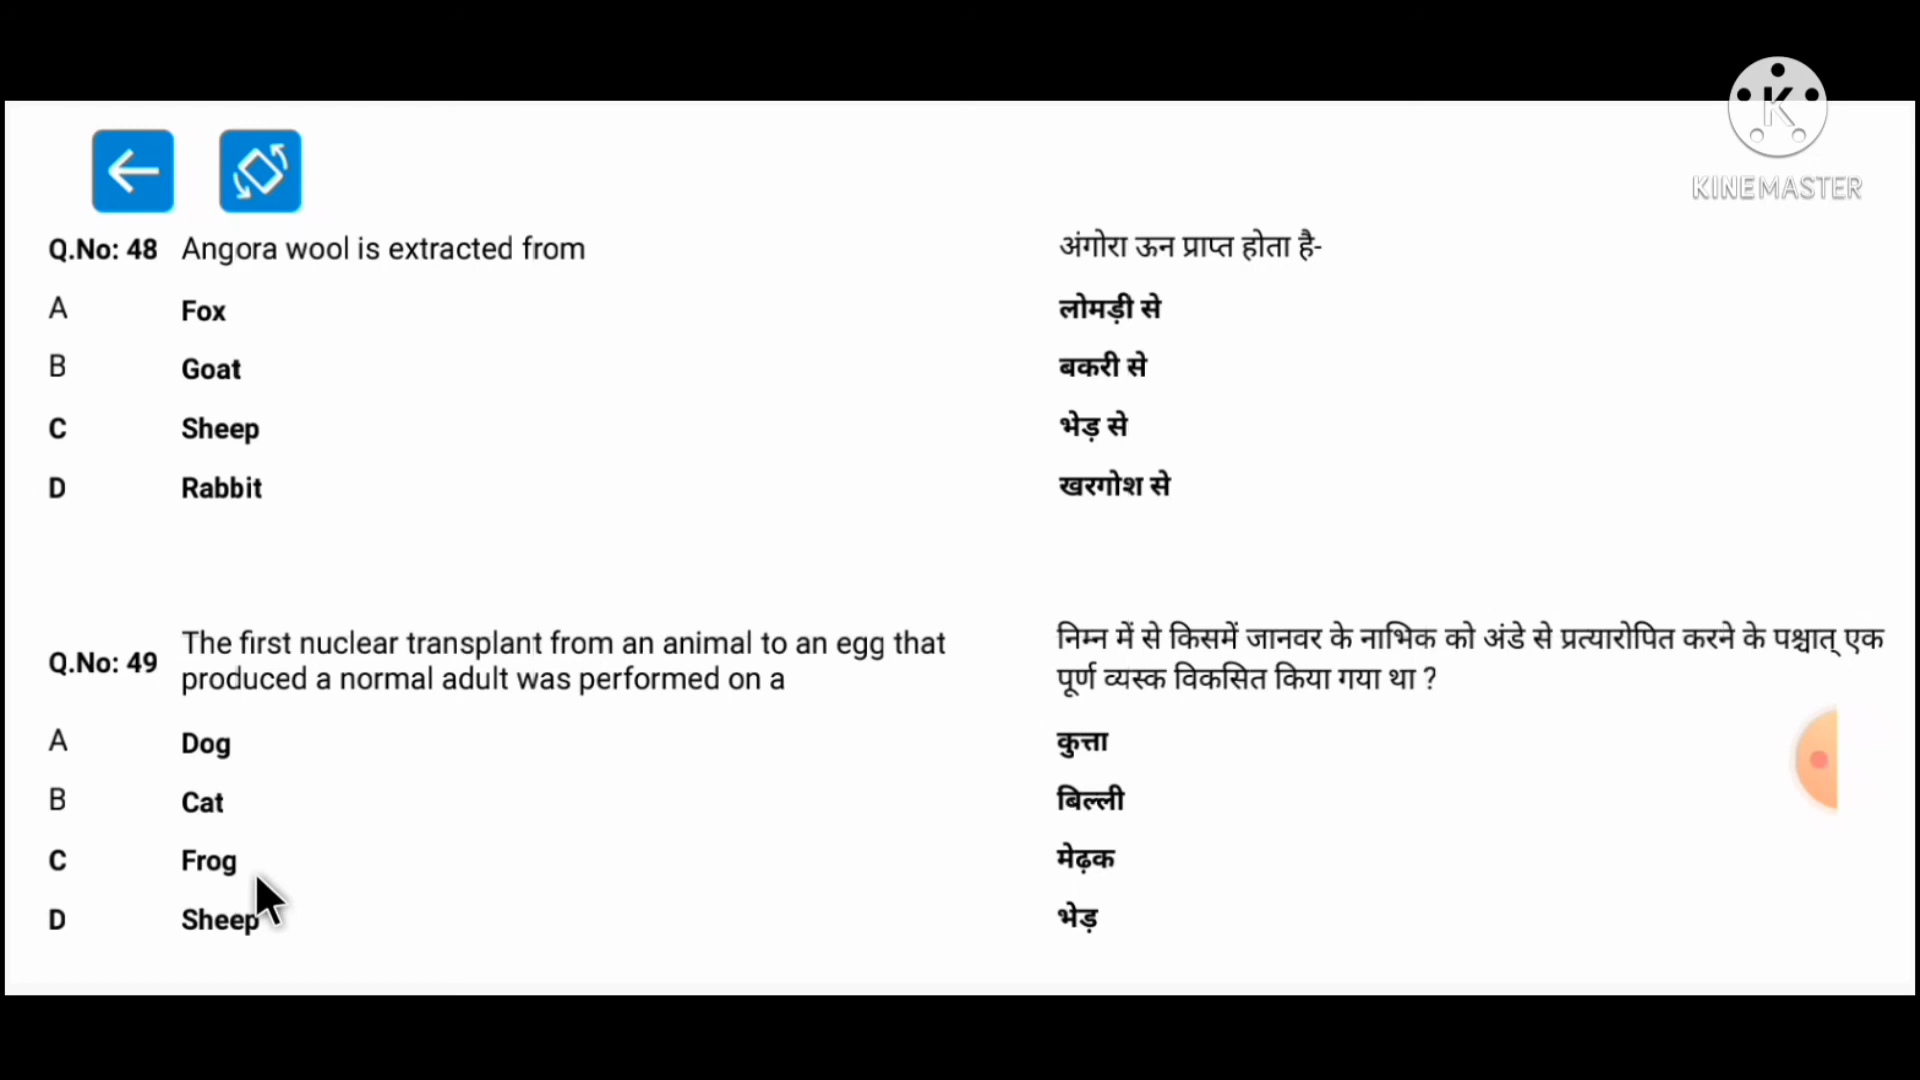 K
KINEMASTER
Q.No: 48 Angora wool is extracted from अंगोरा ऊन प्राप्त होता है-
A Fox लोमड़ी से
B Goat बकरी से
C Sheep भेड़ से
D Rabbit खरगोश से
Q.No: 49 The first nuclear transplant from an animal to an egg that
produced a normal adult was performed on a
निम्न में से किसमें जानवर के नाभिक को अंडे से प्रत्यारोपित करने के पश्चात् एक
पूर्ण व्यस्क विकसित किया गया था ?
A Dog कुत्ता
B Cat बिल्ली
C Frog मेढ़क
D Sheep भेड़